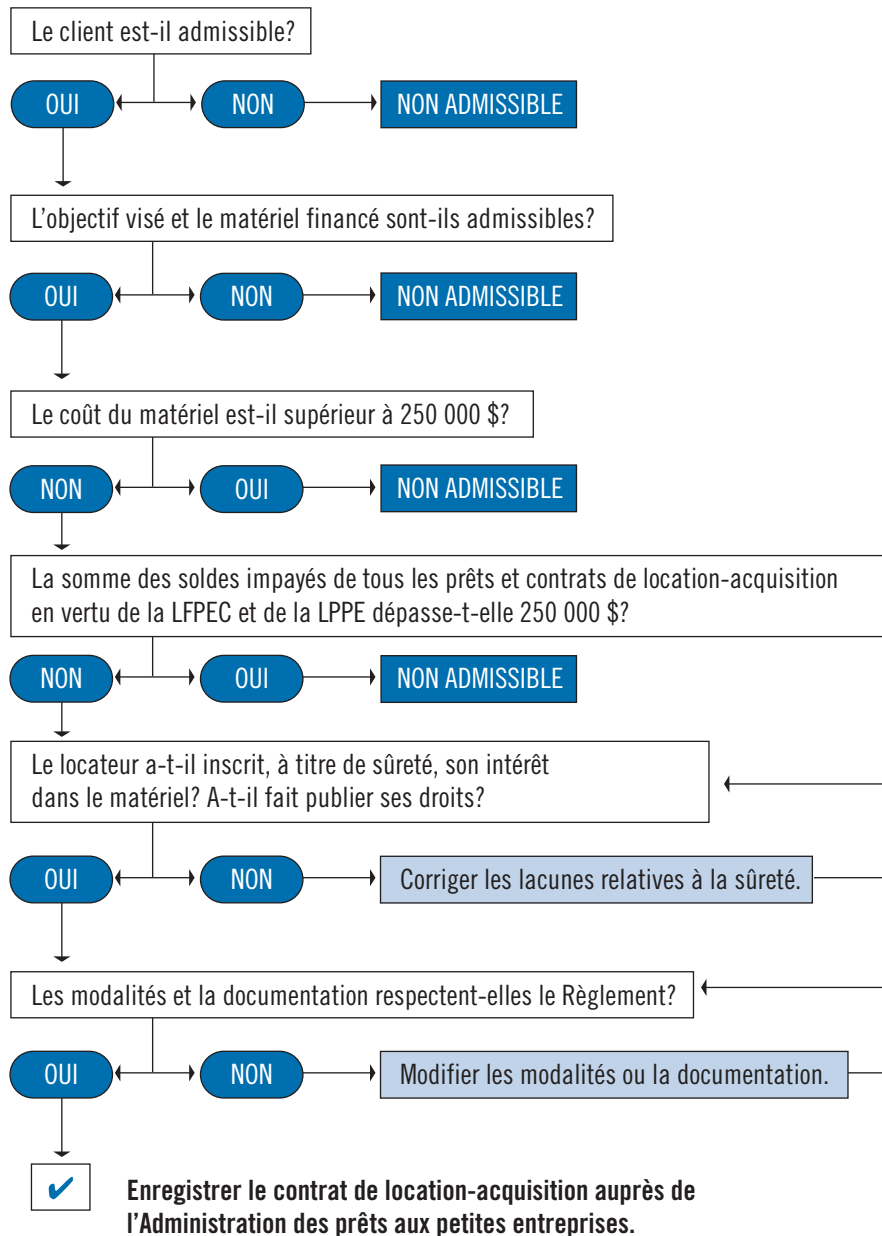 Le client est-il admissible?
OUI NON NON ADMISSIBLE
L'objectif visé et le matériel financé sont-ils admissibles?
OUI NON NON ADMISSIBLE
Le coût du matériel est-il supérieur à 250 000 $?
NON OUI NON ADMISSIBLE
La somme des soldes impayés de tous les prêts et contrats de location-acquisition
en vertu de la LFPEC et de la LPPE dépasse-t-elle 250 000 $?
NON OUI NON ADMISSIBLE
Le locateur a-t-il inscrit, à titre de sûreté, son intérêt
dans le matériel? A-t-il fait publier ses droits?
OUI NON Corriger les lacunes relatives à la sûreté.
Les modalités et la documentation respectent-elles le Règlement?
OUI NON Modifier les modalités ou la documentation.
✔ Enregistrer le contrat de location-acquisition auprès de
l'Administration des prêts aux petites entreprises.